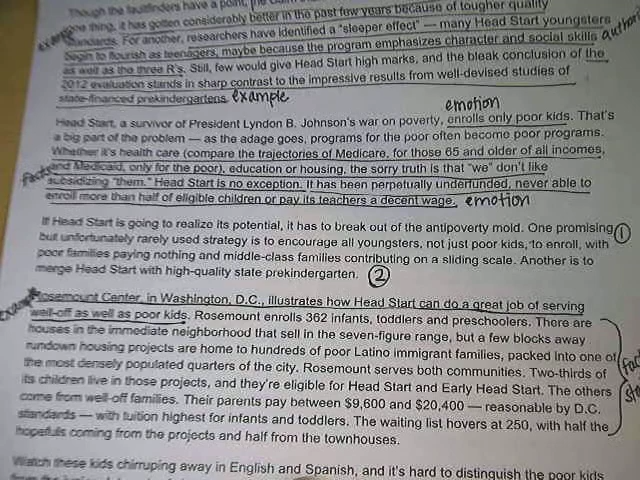 Though the faultfinders have a point, the claim
one thing, it has gotten considerably better in the past few years because of tougher quality
example standards. For another, researchers have identified a "sleeper effect" — many Head Start youngsters
begin to flourish as teenagers, maybe because the program emphasizes character and social skills
as well as the three R's. Still, few would give Head Start high marks, and the bleak conclusion of the
2012 evaluation stands in sharp contrast to the impressive results from well-devised studies of
state-financed prekindergartens. example
emotion
Head Start, a survivor of President Lyndon B. Johnson's war on poverty, enrolls only poor kids. That's
a big part of the problem — as the adage goes, programs for the poor often become poor programs.
Whether it's health care (compare the trajectories of Medicare, for those 65 and older of all incomes,
Facts and Medicaid, only for the poor), education or housing, the sorry truth is that "we" don't like
subsidizing "them." Head Start is no exception. It has been perpetually underfunded, never able to
enroll more than half of eligible children or pay its teachers a decent wage. emotion
If Head Start is going to realize its potential, it has to break out of the antipoverty mold. One promising 1
but unfortunately rarely used strategy is to encourage all youngsters, not just poor kids, to enroll, with
poor families paying nothing and middle-class families contributing on a sliding scale. Another is to
merge Head Start with high-quality state prekindergarten. 2
Rosemount Center, in Washington, D.C., illustrates how Head Start can do a great job of serving
well-off as well as poor kids. Rosemount enrolls 362 infants, toddlers and preschoolers. There are
houses in the immediate neighborhood that sell in the seven-figure range, but a few blocks away
rundown housing projects are home to hundreds of poor Latino immigrant families, packed into one of
the most densely populated quarters of the city. Rosemount serves both communities. Two-thirds of
its children live in those projects, and they're eligible for Head Start and Early Head Start. The others
come from well-off families. Their parents pay between $9,600 and $20,400 — reasonable by D.C.
standards — with tuition highest for infants and toddlers. The waiting list hovers at 250, with half the
hopefuls coming from the projects and half from the townhouses.
Watch these kids chirruping away in English and Spanish, and it's hard to distinguish the poor kids